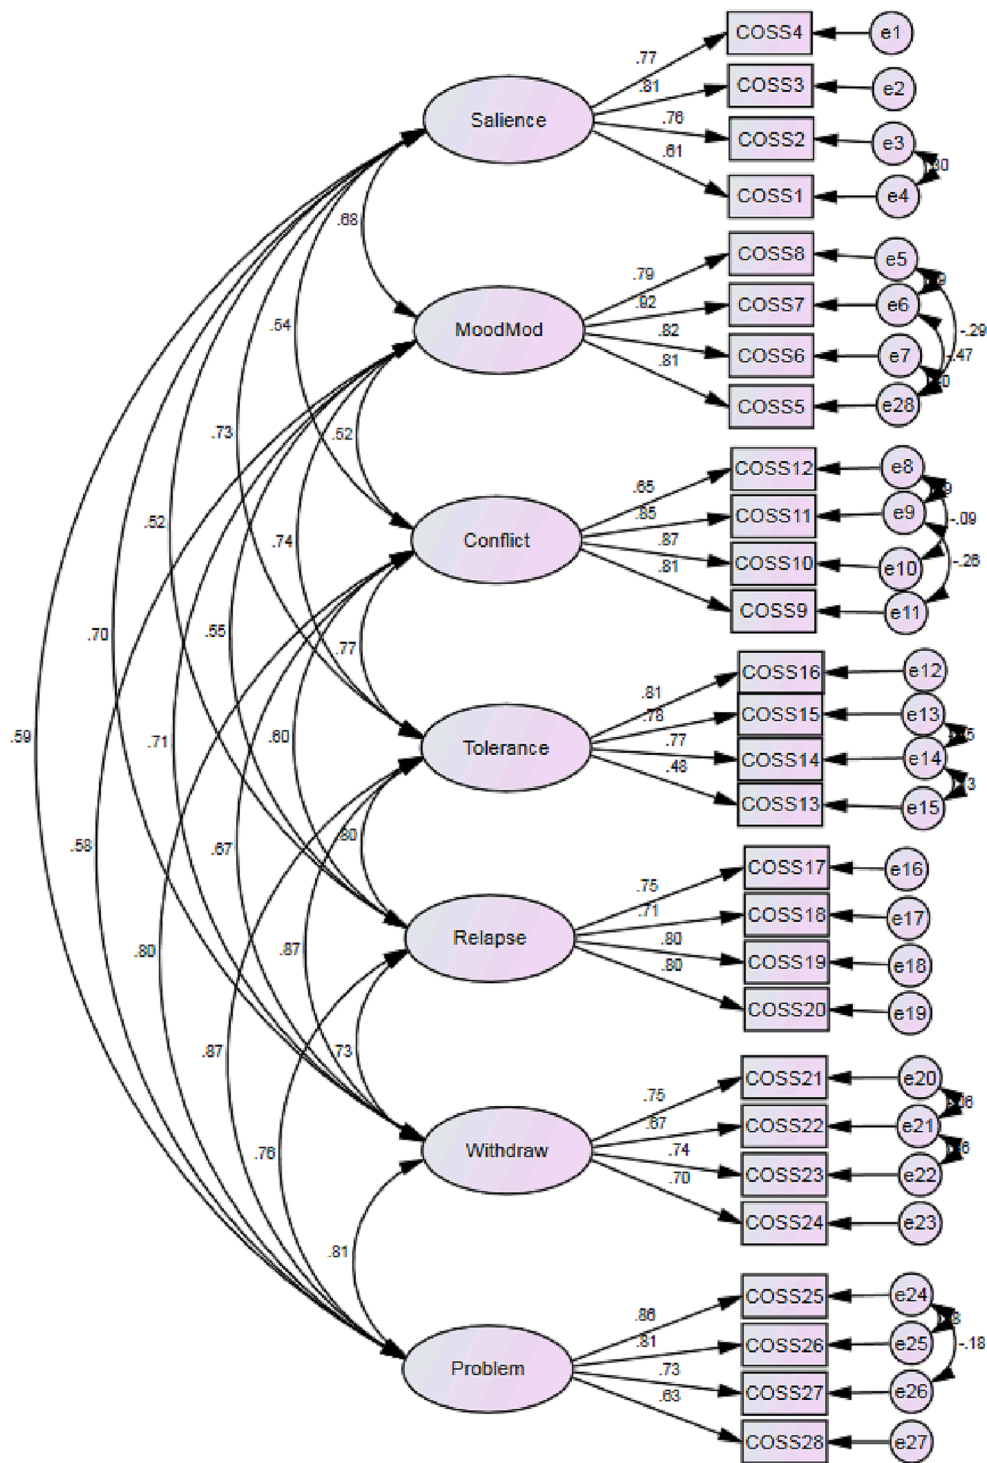 COSS4
e1
.77
COSS3
e2
.81
Salience
.76
COSS2
e3
.61
COSS1
e4
.68
COSS8
e5
.79
COSS7
e6
.92
MoodMod
.82
COSS6
e7
-.29
-.47
.81
COSS5
e28
.54
.73
.52
COSS12
e8
.65
COSS11
e9
.85
-.09
Conflict
.87
COSS10
e10
-.26
.81
COSS9
e11
.52
.74
.70
.55
.77
COSS16
e12
.81
COSS15
e13
.78
.59
.71
.60
Tolerance
.77
COSS14
e14
.48
COSS13
e15
.58
.67
.80
COSS17
e16
.75
COSS18
e17
.71
Relapse
.80
COSS19
e18
.80
COSS20
e19
.80
.87
.87
.73
COSS21
e20
.75
COSS22
e21
.67
Withdraw
.74
COSS23
e22
.70
COSS24
e23
.76
.81
COSS25
e24
.86
COSS26
e25
-.18
.81
Problem
.73
COSS27
e26
.63
COSS28
e27